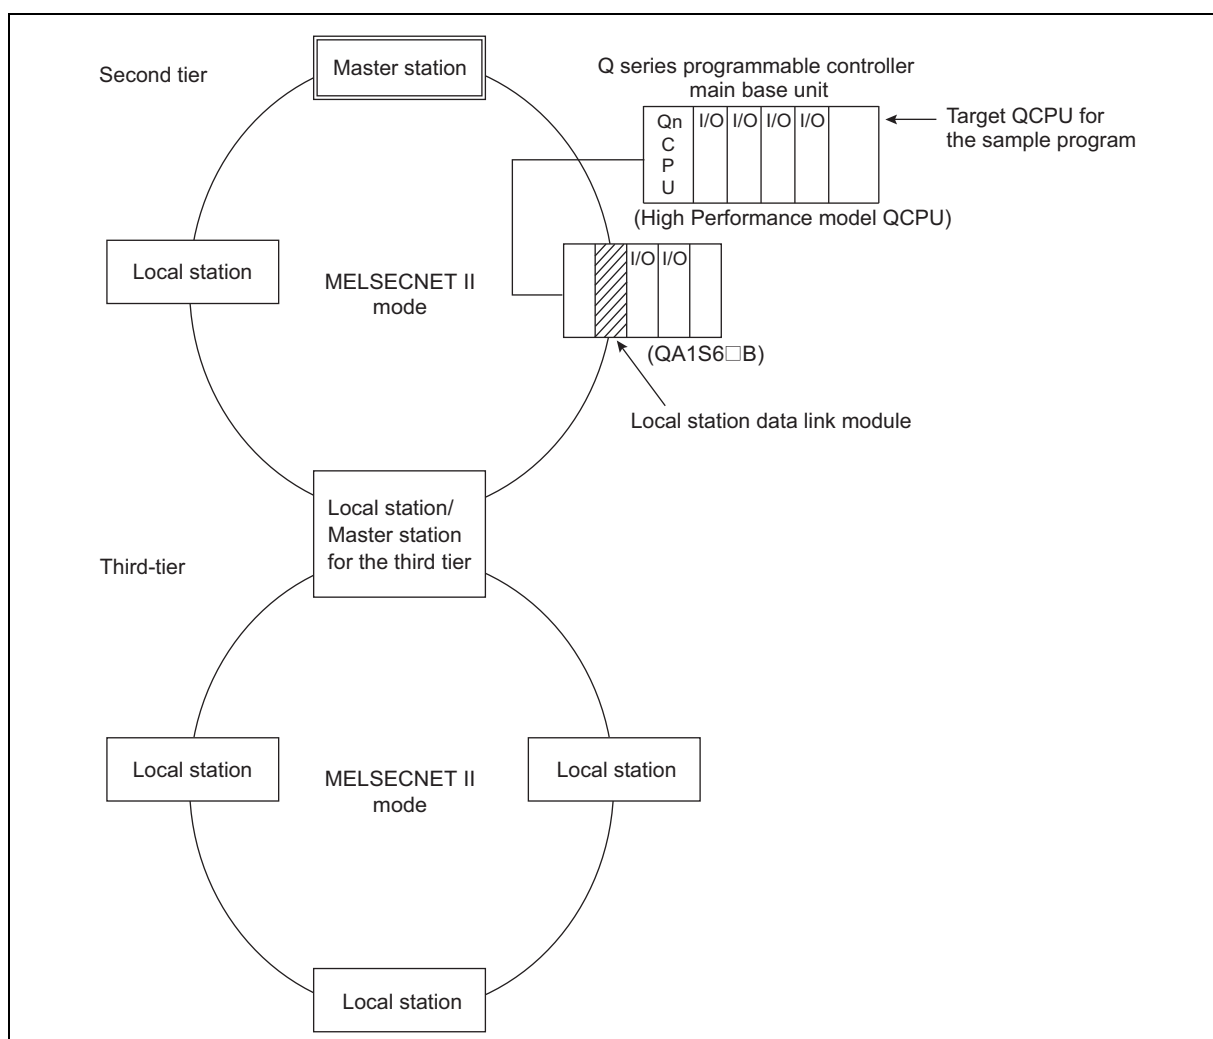 Second tier
Master station
Q series programmable controller
main base unit
Qn
C
P
U
I/O I/O I/O I/O
Target QCPU for
the sample program
(High Performance model QCPU)
Local station
MELSECNET II
mode
I/O I/O
(QA1S6□B)
Local station data link module
Local station/
Master station
for the third tier
Third-tier
Local station
MELSECNET II
mode
Local station
Local station